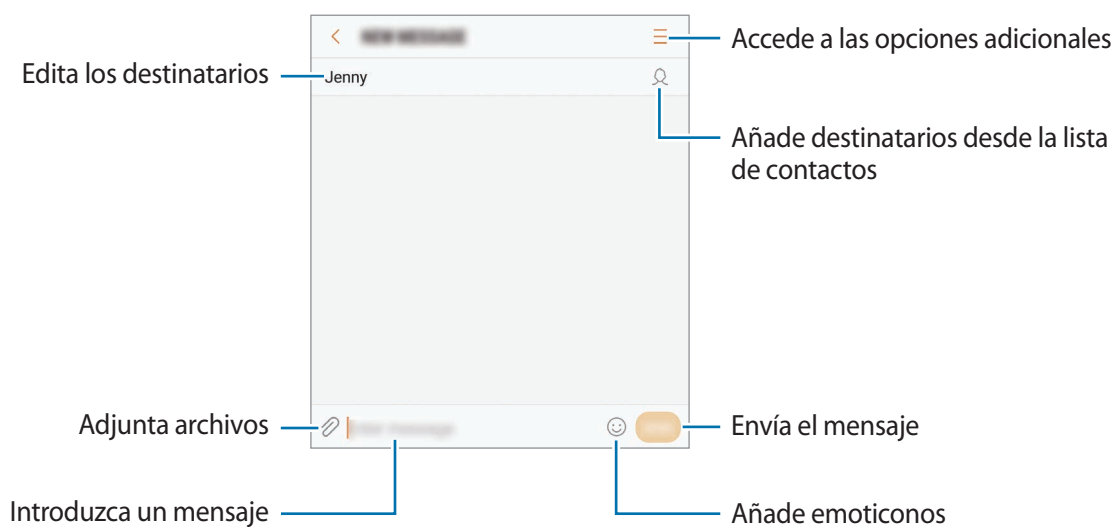 Accede a las opciones adicionales
Edita los destinatarios
Jenny
Añade destinatarios desde la lista
de contactos
Adjunta archivos
Envía el mensaje
Introduzca un mensaje
Añade emoticonos